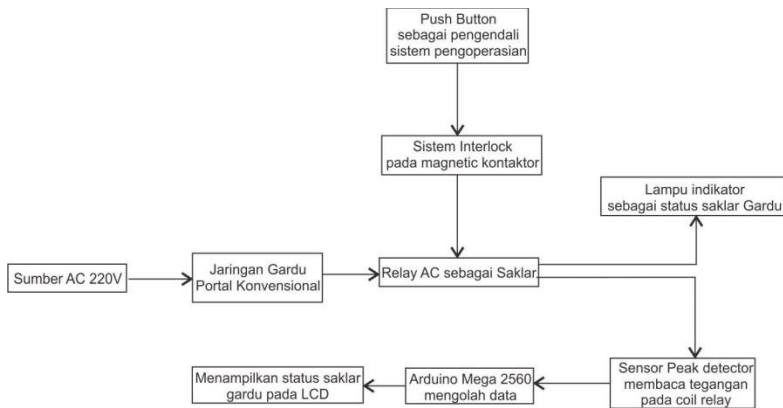 Push Button
sebagai pengendali
sistem pengoperasian
Sistem Interlock
pada magnetic kontaktor
Lampu indikator
sebagai status saklar Gardu
Sumber AC 220V
Jaringan Gardu
Portal Konvensional
Relay AC sebagai Saklar
Sensor Peak detector
membaca tegangan
pada coil relay
Arduino Mega 2560
mengolah data
Menampilkan status saklar
gardu pada LCD